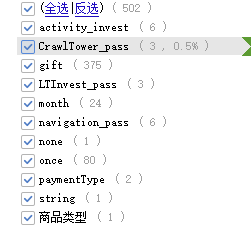 (全选|反选) ( 502 )
activity_invest ( 6 )
CrawlTower_pass ( 3 , 0.5% )
gift ( 375 )
LTInvest_pass ( 3 )
month ( 24 )
navigation_pass ( 6 )
none ( 1 )
once ( 80 )
paymentType ( 2 )
string ( 1 )
商品类型 ( 1 )